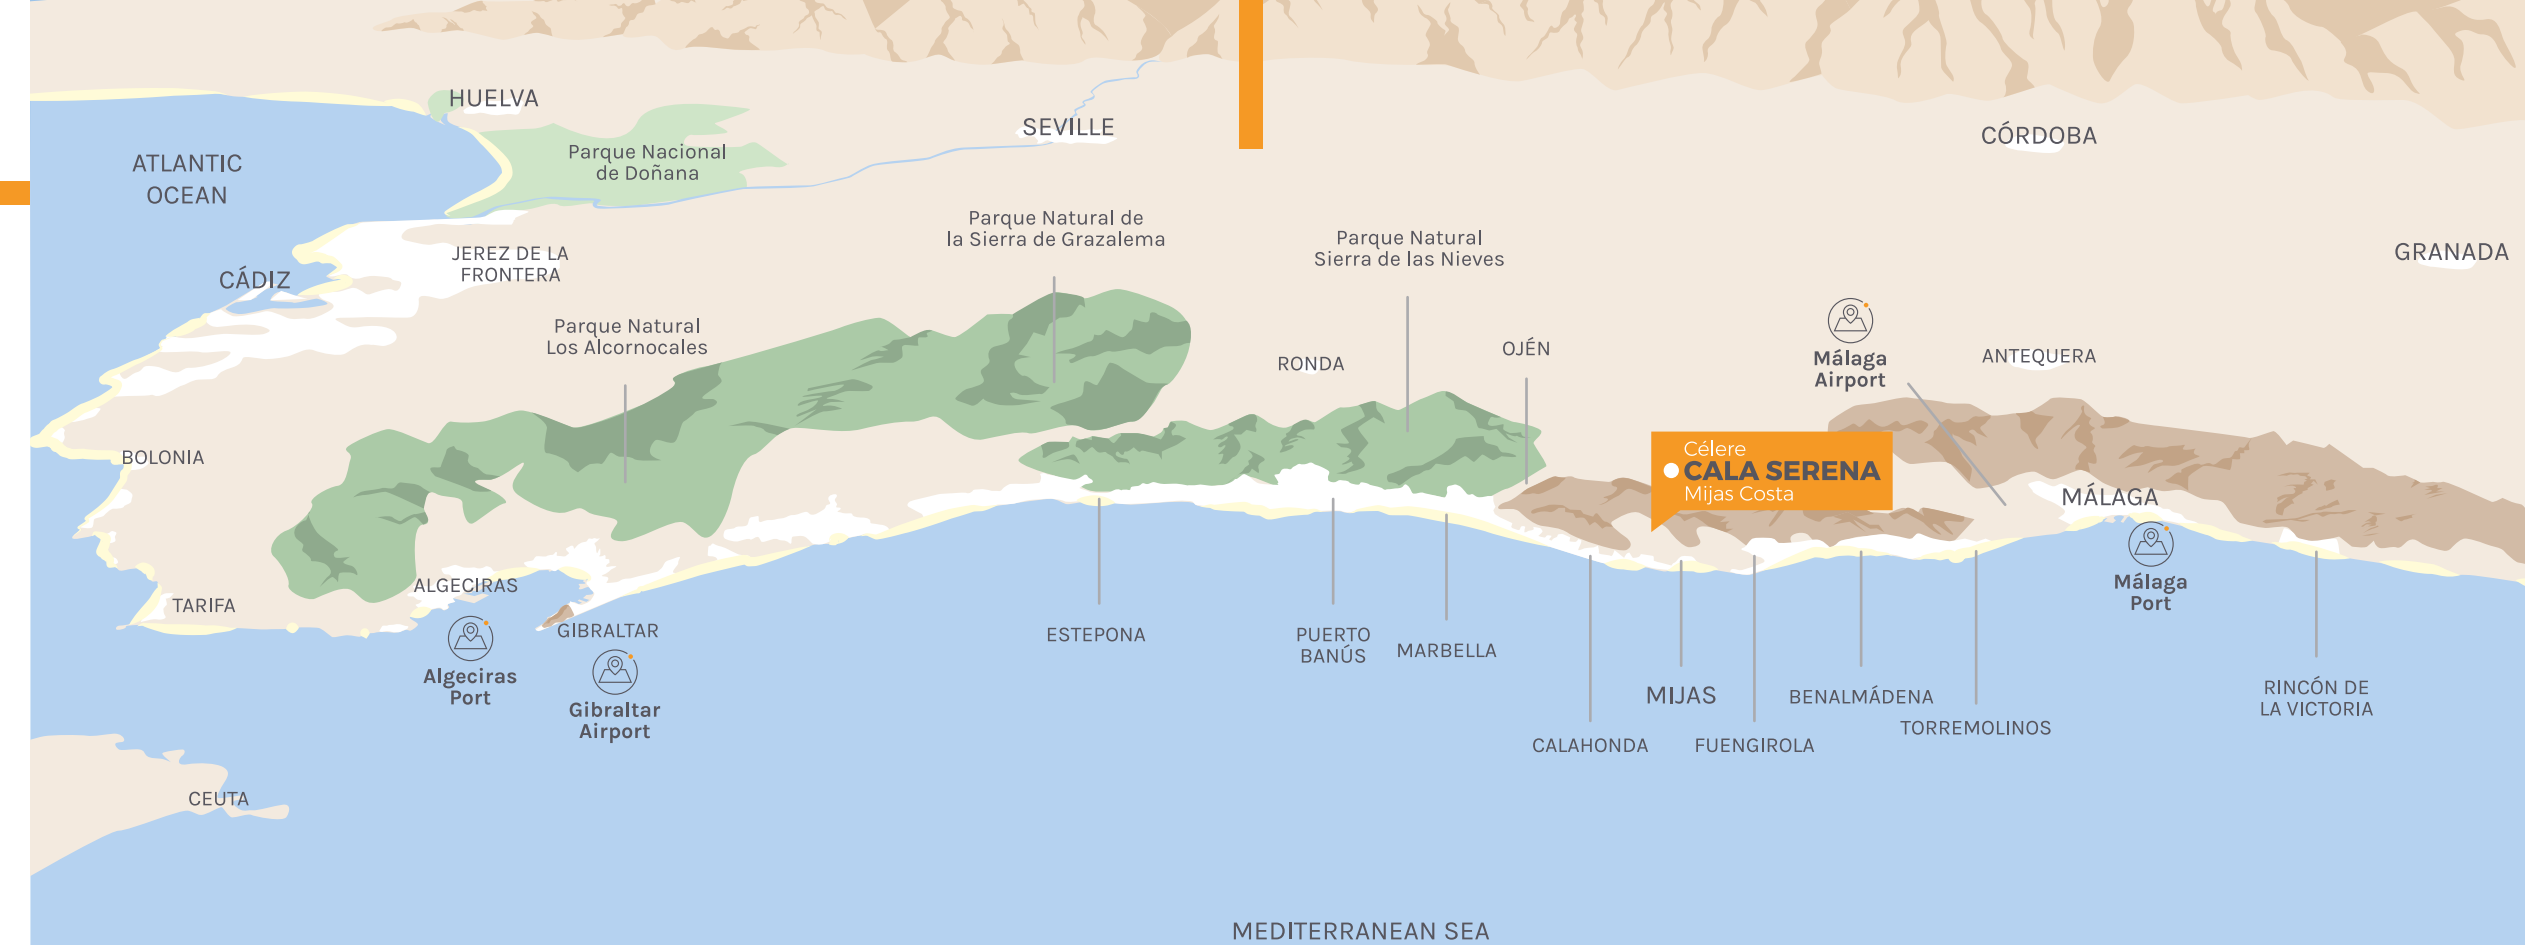 HUELVA
SEVILLE
CÓRDOBA
ATLANTIC
OCEAN
Parque Nacional
de Doñana
Parque Natural de
la Sierra de Grazalema
Parque Natural
Sierra de las Nieves
GRANADA
JEREZ DE LA
FRONTERA
CÁDIZ
Parque Natural
Los Alcornocales
RONDA
OJÉN
Málaga
Airport
ANTEQUERA
BOLONIA
Célere
CALA SERENA
Mijas Costa
MÁLAGA
ALGECIRAS
TARIFA
GIBRALTAR
Málaga
Port
ESTEPONA
PUERTO
BANÚS
MARBELLA
Algeciras
Port
Gibraltar
Airport
MIJAS
BENALMÁDENA
RINCÓN DE
LA VICTORIA
TORREMOLINOS
CALAHONDA
FUENGIROLA
CEUTA
MEDITERRANEAN SEA